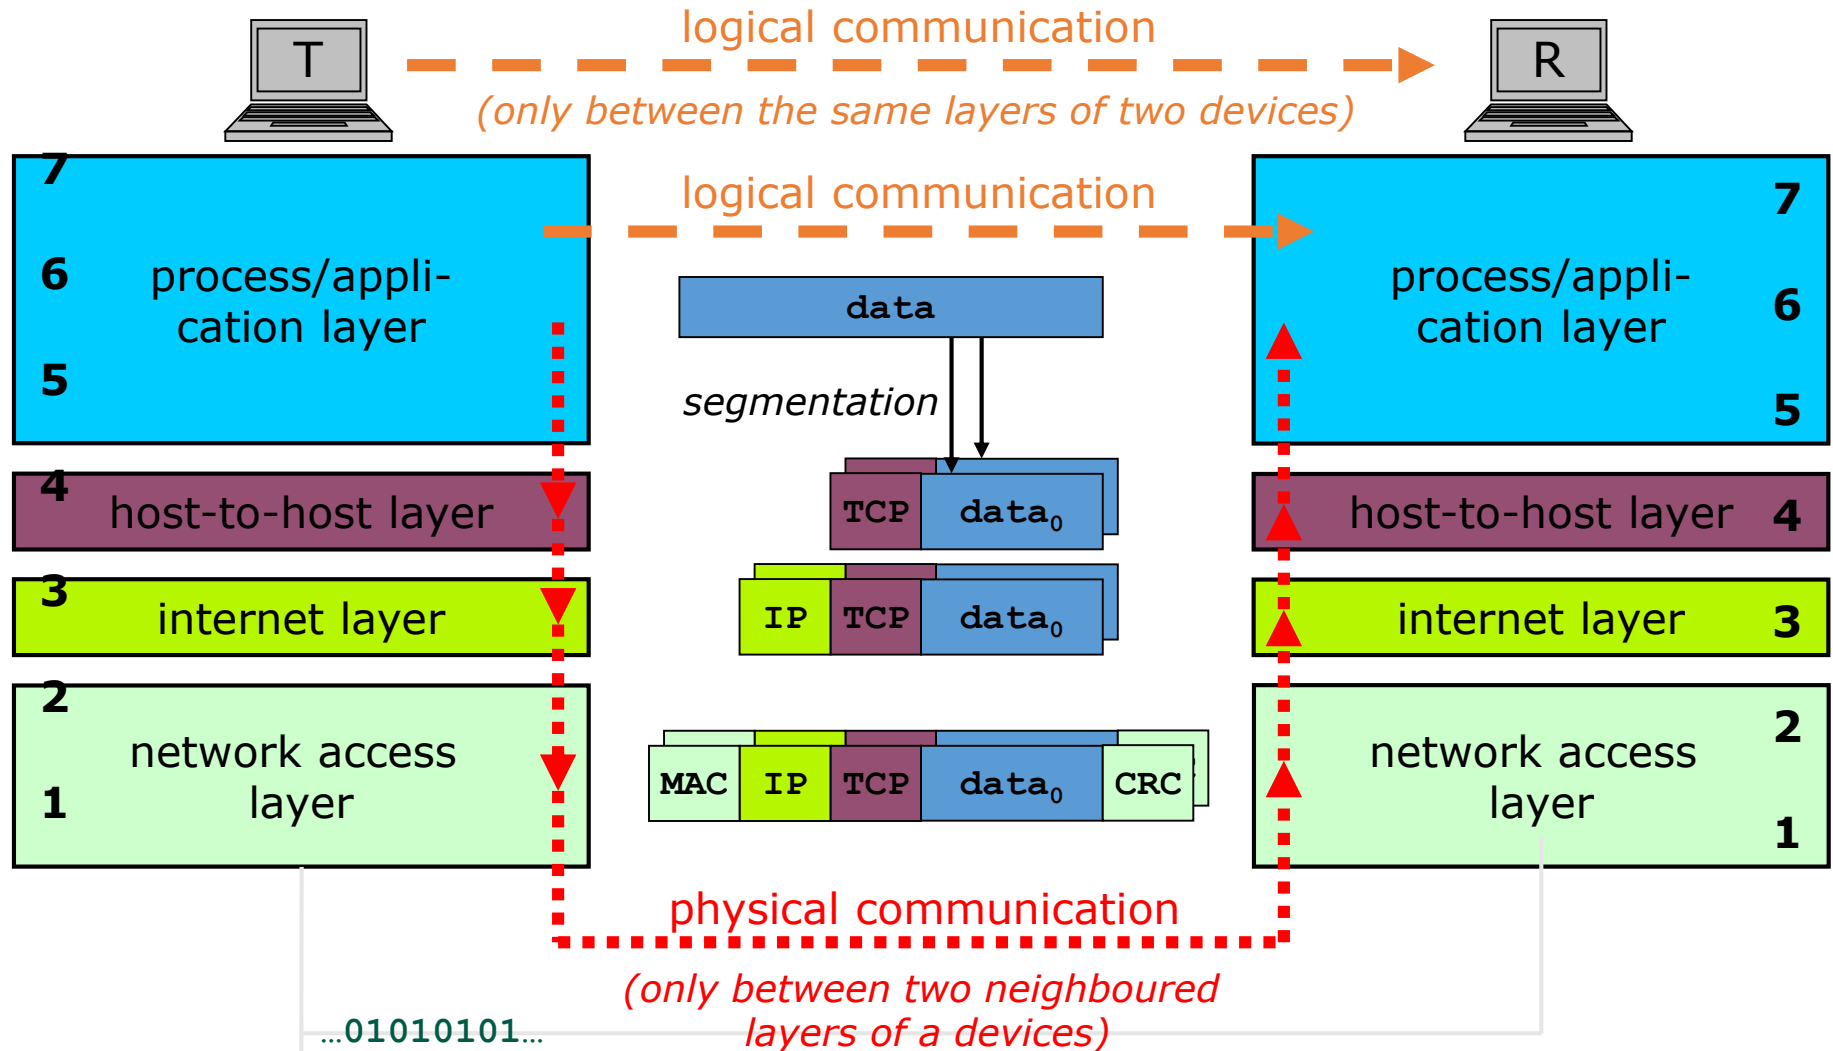 T
logical communication
R
(only between the same layers of two devices)
7
6
5
process/appli-
cation layer
logical communication
7
6
5
process/appli-
cation layer
data
segmentation
4
host-to-host layer
TCP data0
host-to-host layer 4
3
internet layer
IP TCP data0
internet layer 3
2
1
network access
layer
MAC IP TCP data0 CRC
2
1
network access
layer
physical communication
(only between two neighboured
layers of a devices)
…01010101…